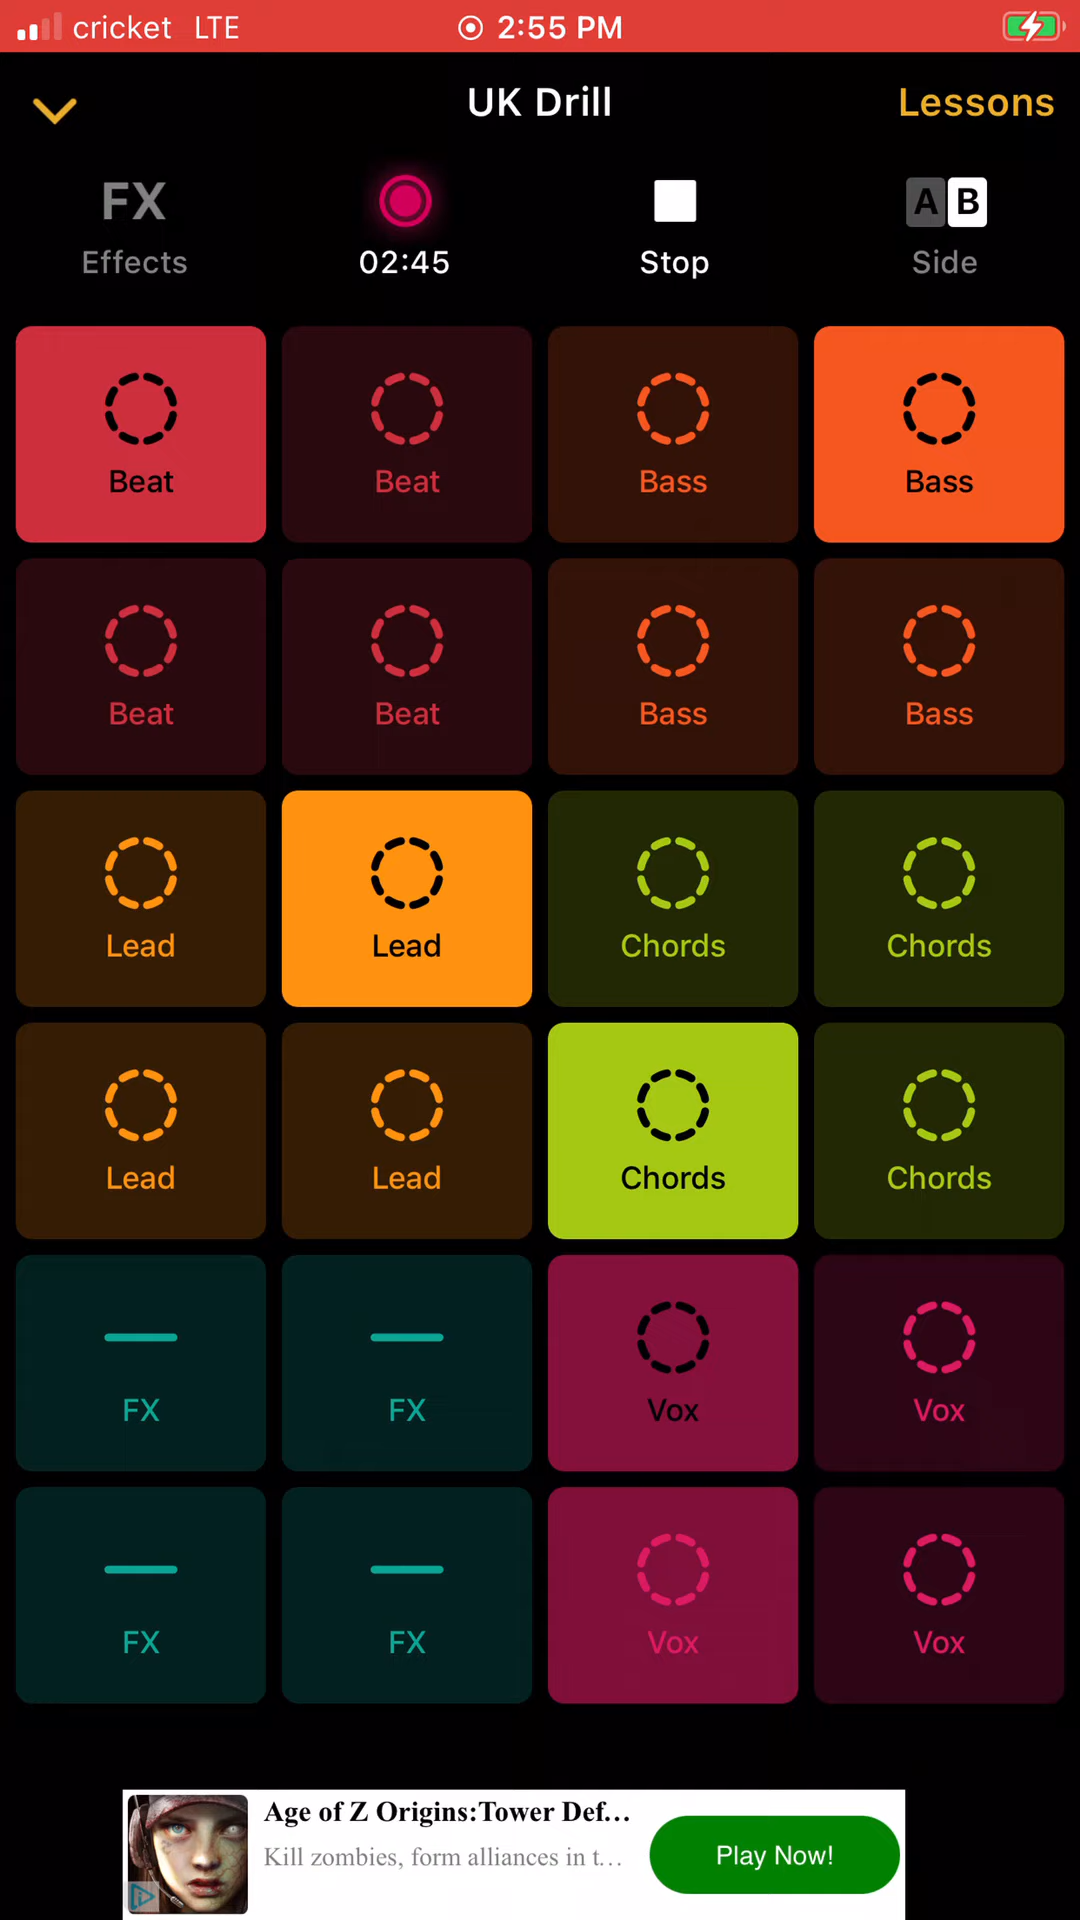 cricket LTE 2:55 PM
UK Drill
Lessons
FX
A B
Effects
02:45
Stop
Side
Beat
Beat
Bass
Bass
Beat
Beat
Bass
Bass
Lead
Lead
Chords
Chords
Lead
Lead
Chords
Chords
FX
FX
Vox
Vox
FX
FX
Vox
Vox
Age of Z Origins:Tower Def...
Kill zombies, form alliances in t...
Play Now!